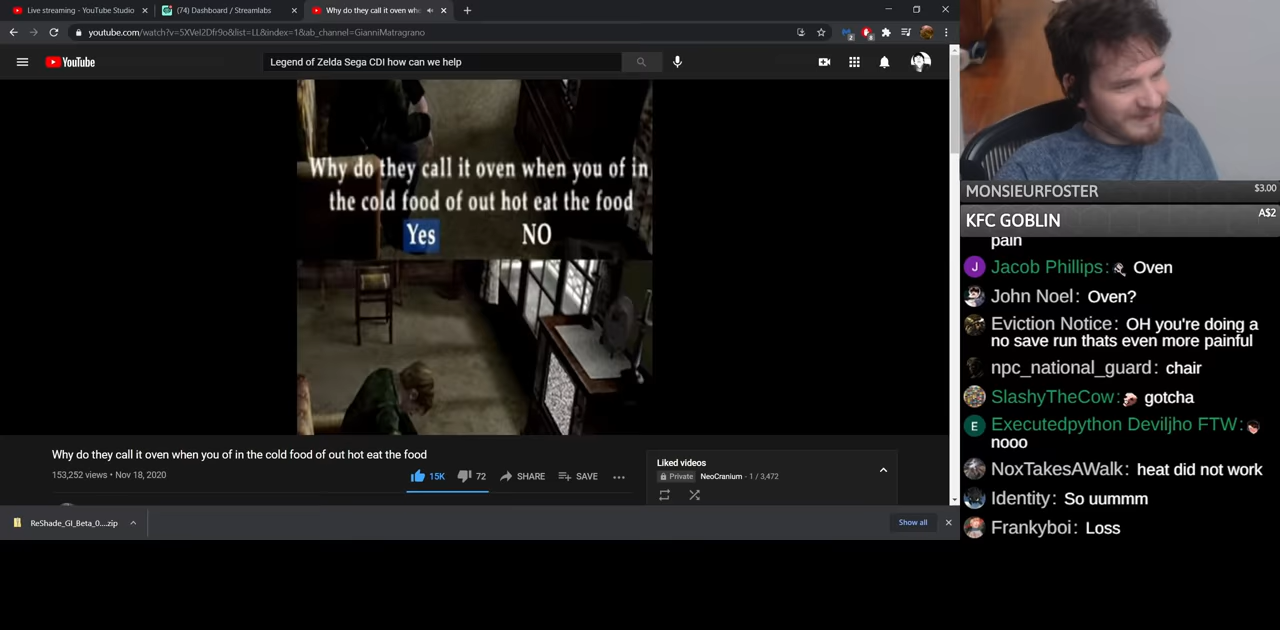 Live streaming - YouTube Studio
(74) Dashboard / Streamlabs
Why do they call it oven whe
youtube.com/watch?v=5XVeI2Dfr9o&list=LL&index=1&ab_channel=GianniMatragrano
YouTube
Legend of Zelda Sega CDI how can we help
Why do they call it oven when you of in
the cold food of out hot eat the food
Yes NO
Why do they call it oven when you of in the cold food of out hot eat the food
153,252 views • Nov 18, 2020
15K 72 SHARE SAVE
Liked videos
Private NeoCranium - 1 / 3,472
ReShade_GI_Beta_0....zip
Show all
MONSIEURFOSTER $3.00
KFC GOBLIN A$2
pain
Jacob Phillips: Oven
John Noel: Oven?
Eviction Notice: OH you're doing a
no save run thats even more painful
npc_national_guard: chair
SlashyTheCow: gotcha
Executedpython Deviljho FTW:
nooo
NoxTakesAWalk: heat did not work
Identity: So uummm
Frankyboi: Loss